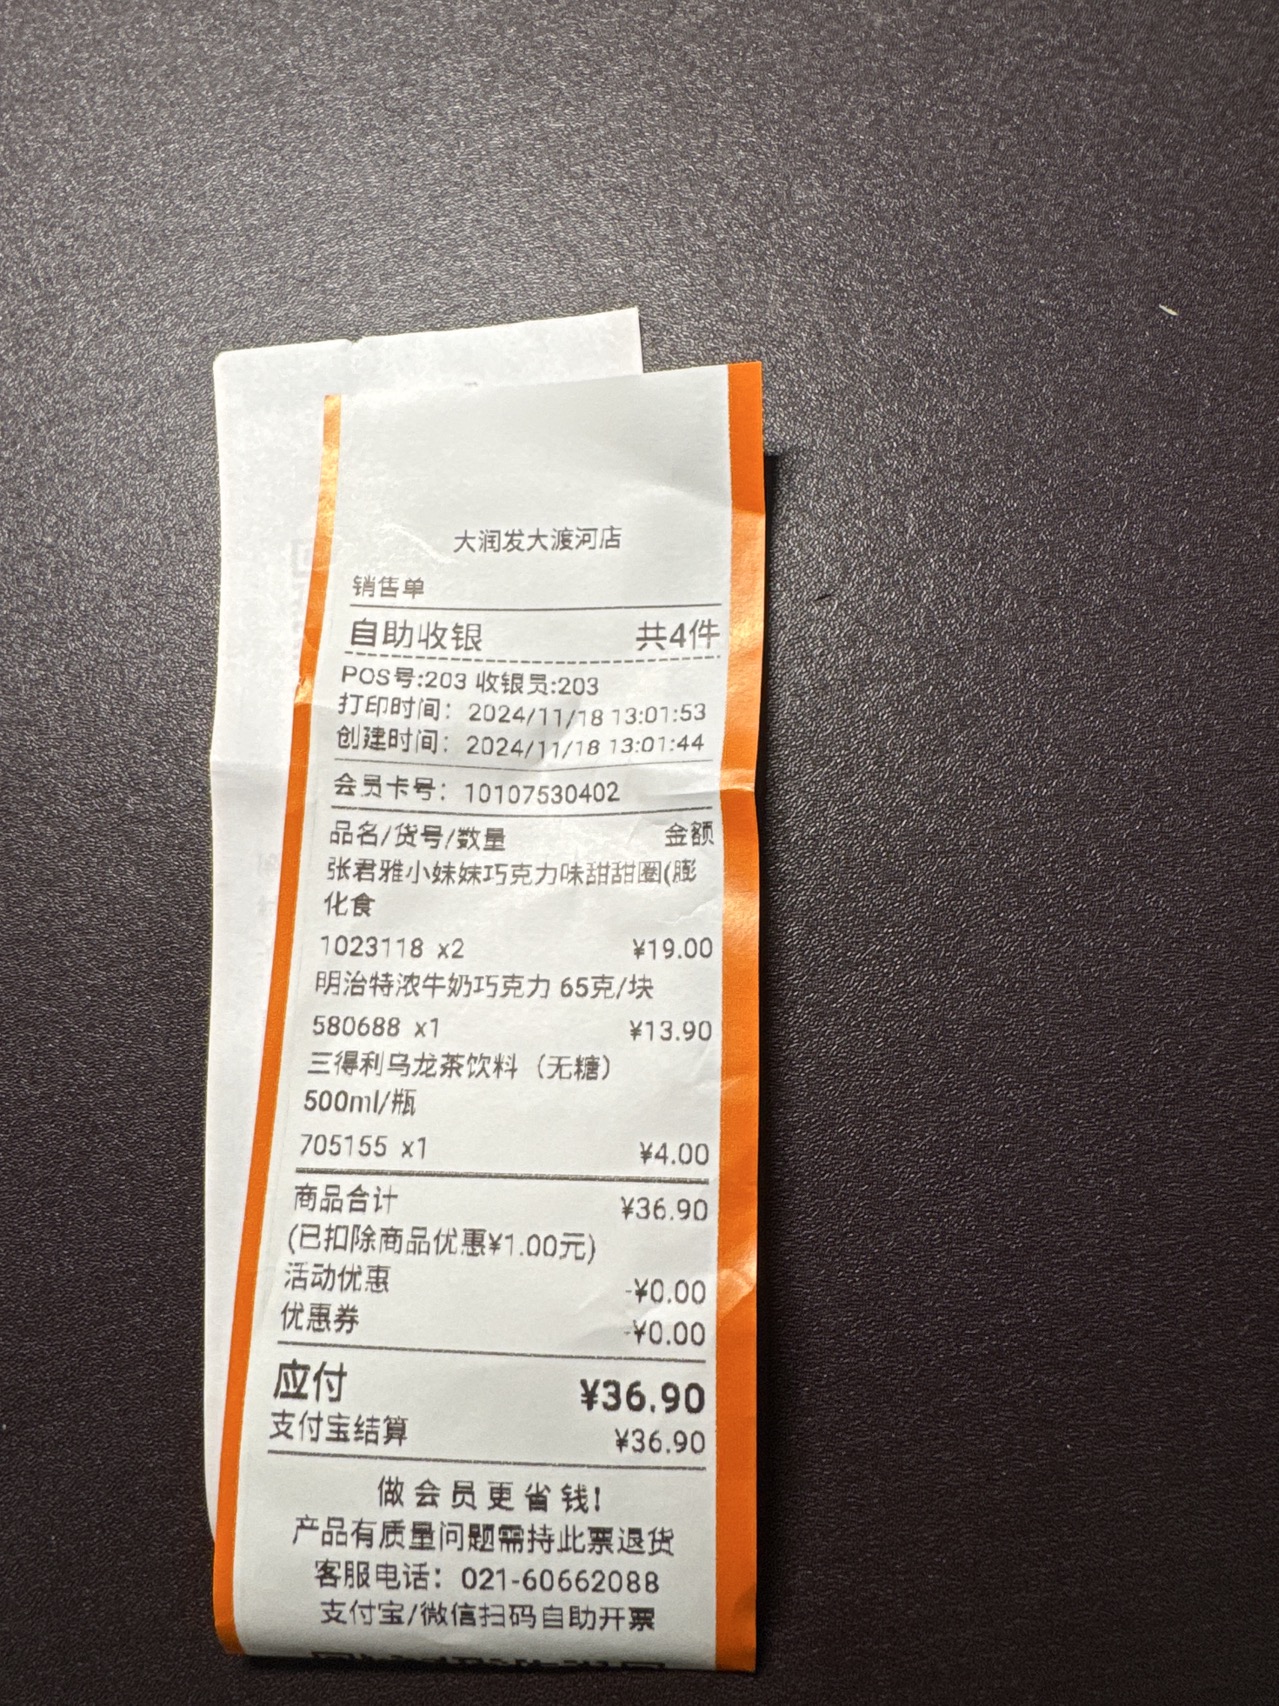 大润发大渡河店
销售单
自助收银 共4件
POS号:203 收银员:203
打印时间： 2024/11/18 13:01:53
创建时间： 2024/11/18 13:01:44
会员卡号： 10107530402
品名/货号/数量 金额
张君雅小妹妹巧克力味甜甜圈(膨
化食
1023118 x2 ¥19.00
明治特浓牛奶巧克力 65克/块
580688 x1 ¥13.90
三得利乌龙茶饮料（无糖）
500ml/瓶
705155 x1 ¥4.00
商品合计 ¥36.90
(已扣除商品优惠¥1.00元)
活动优惠 -¥0.00
优惠券 -¥0.00
应付 ¥36.90
支付宝结算 ¥36.90
做会员更省钱!
产品有质量问题需持此票退货
客服电话：021-60662088
支付宝/微信扫码自助开票